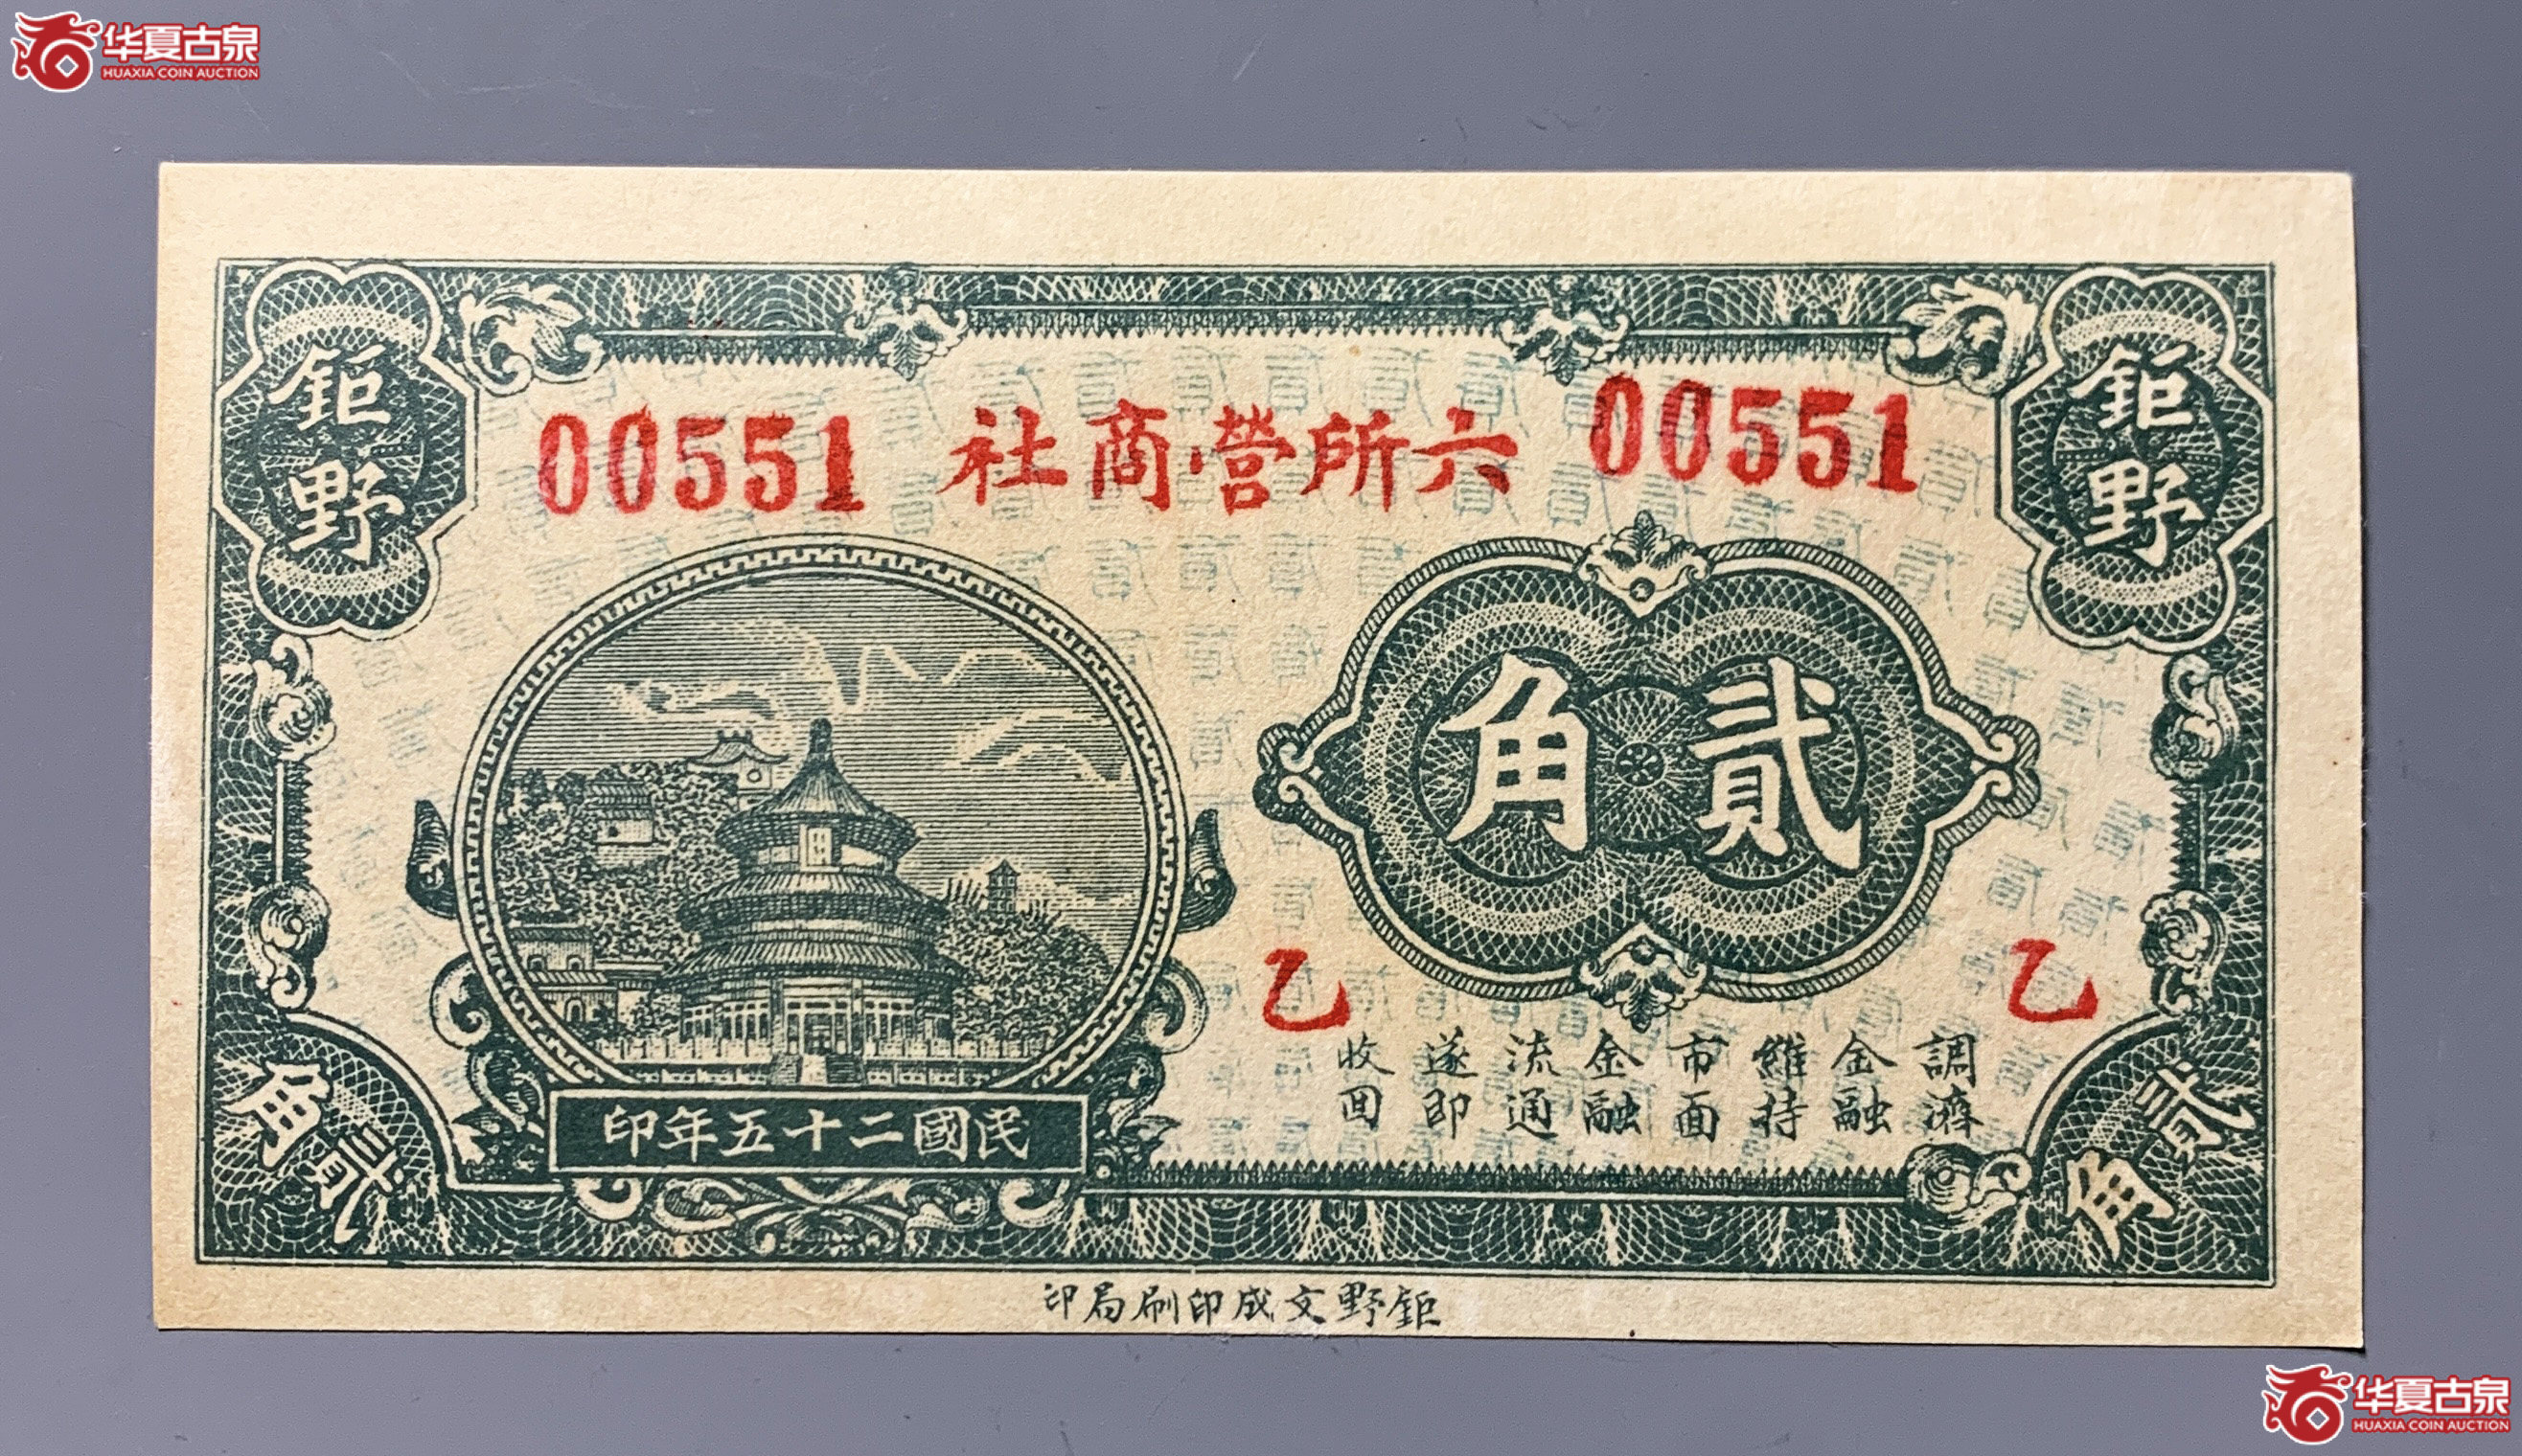 华夏古泉
HUAXIA COIN AUCTION
鉅野
鉅野
00551
六所營商社
00551
貳角
乙
乙
調濟
金融
維持
市面
金融
流通
遂即
收回
民國二十五年印
貳角
貳角
鉅野文成印刷局印
华夏古泉
HUAXIA COIN AUCTION